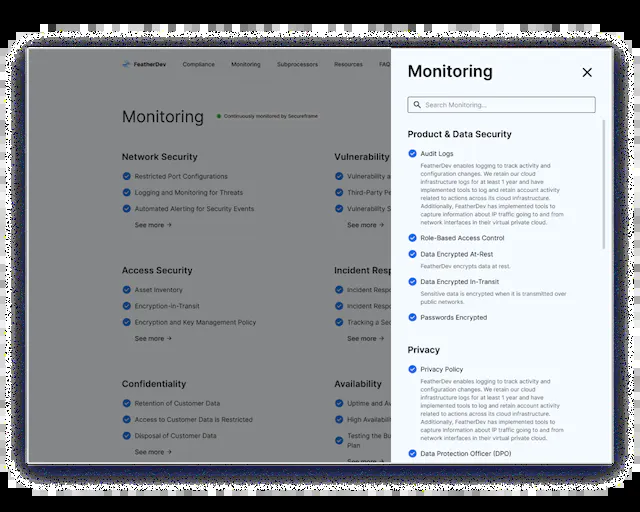 FeatherDev Compliance Monitoring Subprocessors Resources FAQ
Monitoring
Continuously monitored by Secureframe
Network Security
Restricted Port Configurations
Logging and Monitoring for Threats
Automated Alerting for Security Events
See more →
Vulnerability
Vulnerability a
Third-Party Pe
Vulnerability S
See more →
Access Security
Asset Inventory
Encryption-in-Transit
Encryption and Key Management Policy
See more →
Incident Resp
Incident Respo
Incident Respo
Tracking a Sec
See more →
Confidentiality
Retention of Customer Data
Access to Customer Data is Restricted
Disposal of Customer Data
See more →
Availability
Uptime and Av
High Availabili
Testing the Bu
Plan
See more →
Monitoring
Search Monitoring...
Product & Data Security
Audit Logs
FeatherDev enables logging to track activity and
configuration changes. We retain our cloud
infrastructure logs for at least 1 year and have
implemented tools to log and retain account activity
related to actions across its cloud infrastructure.
Additionally, FeatherDev has implemented tools to
capture information about IP traffic going to and from
network interfaces in their virtual private cloud.
Role-Based Access Control
Data Encrypted At-Rest
FeatherDev encrypts data at rest.
Data Encrypted In-Transit
Sensitive data is encrypted when it is transmitted over
public networks.
Passwords Encrypted
Privacy
Privacy Policy
FeatherDev enables logging to track activity and
configuration changes. We retain our cloud
infrastructure logs for at least 1 year and have
implemented tools to log and retain account activity
related to actions across its cloud infrastructure.
Additionally, FeatherDev has implemented tools to
capture information about IP traffic going to and from
network interfaces in their virtual private cloud.
Data Protection Officer (DPO)